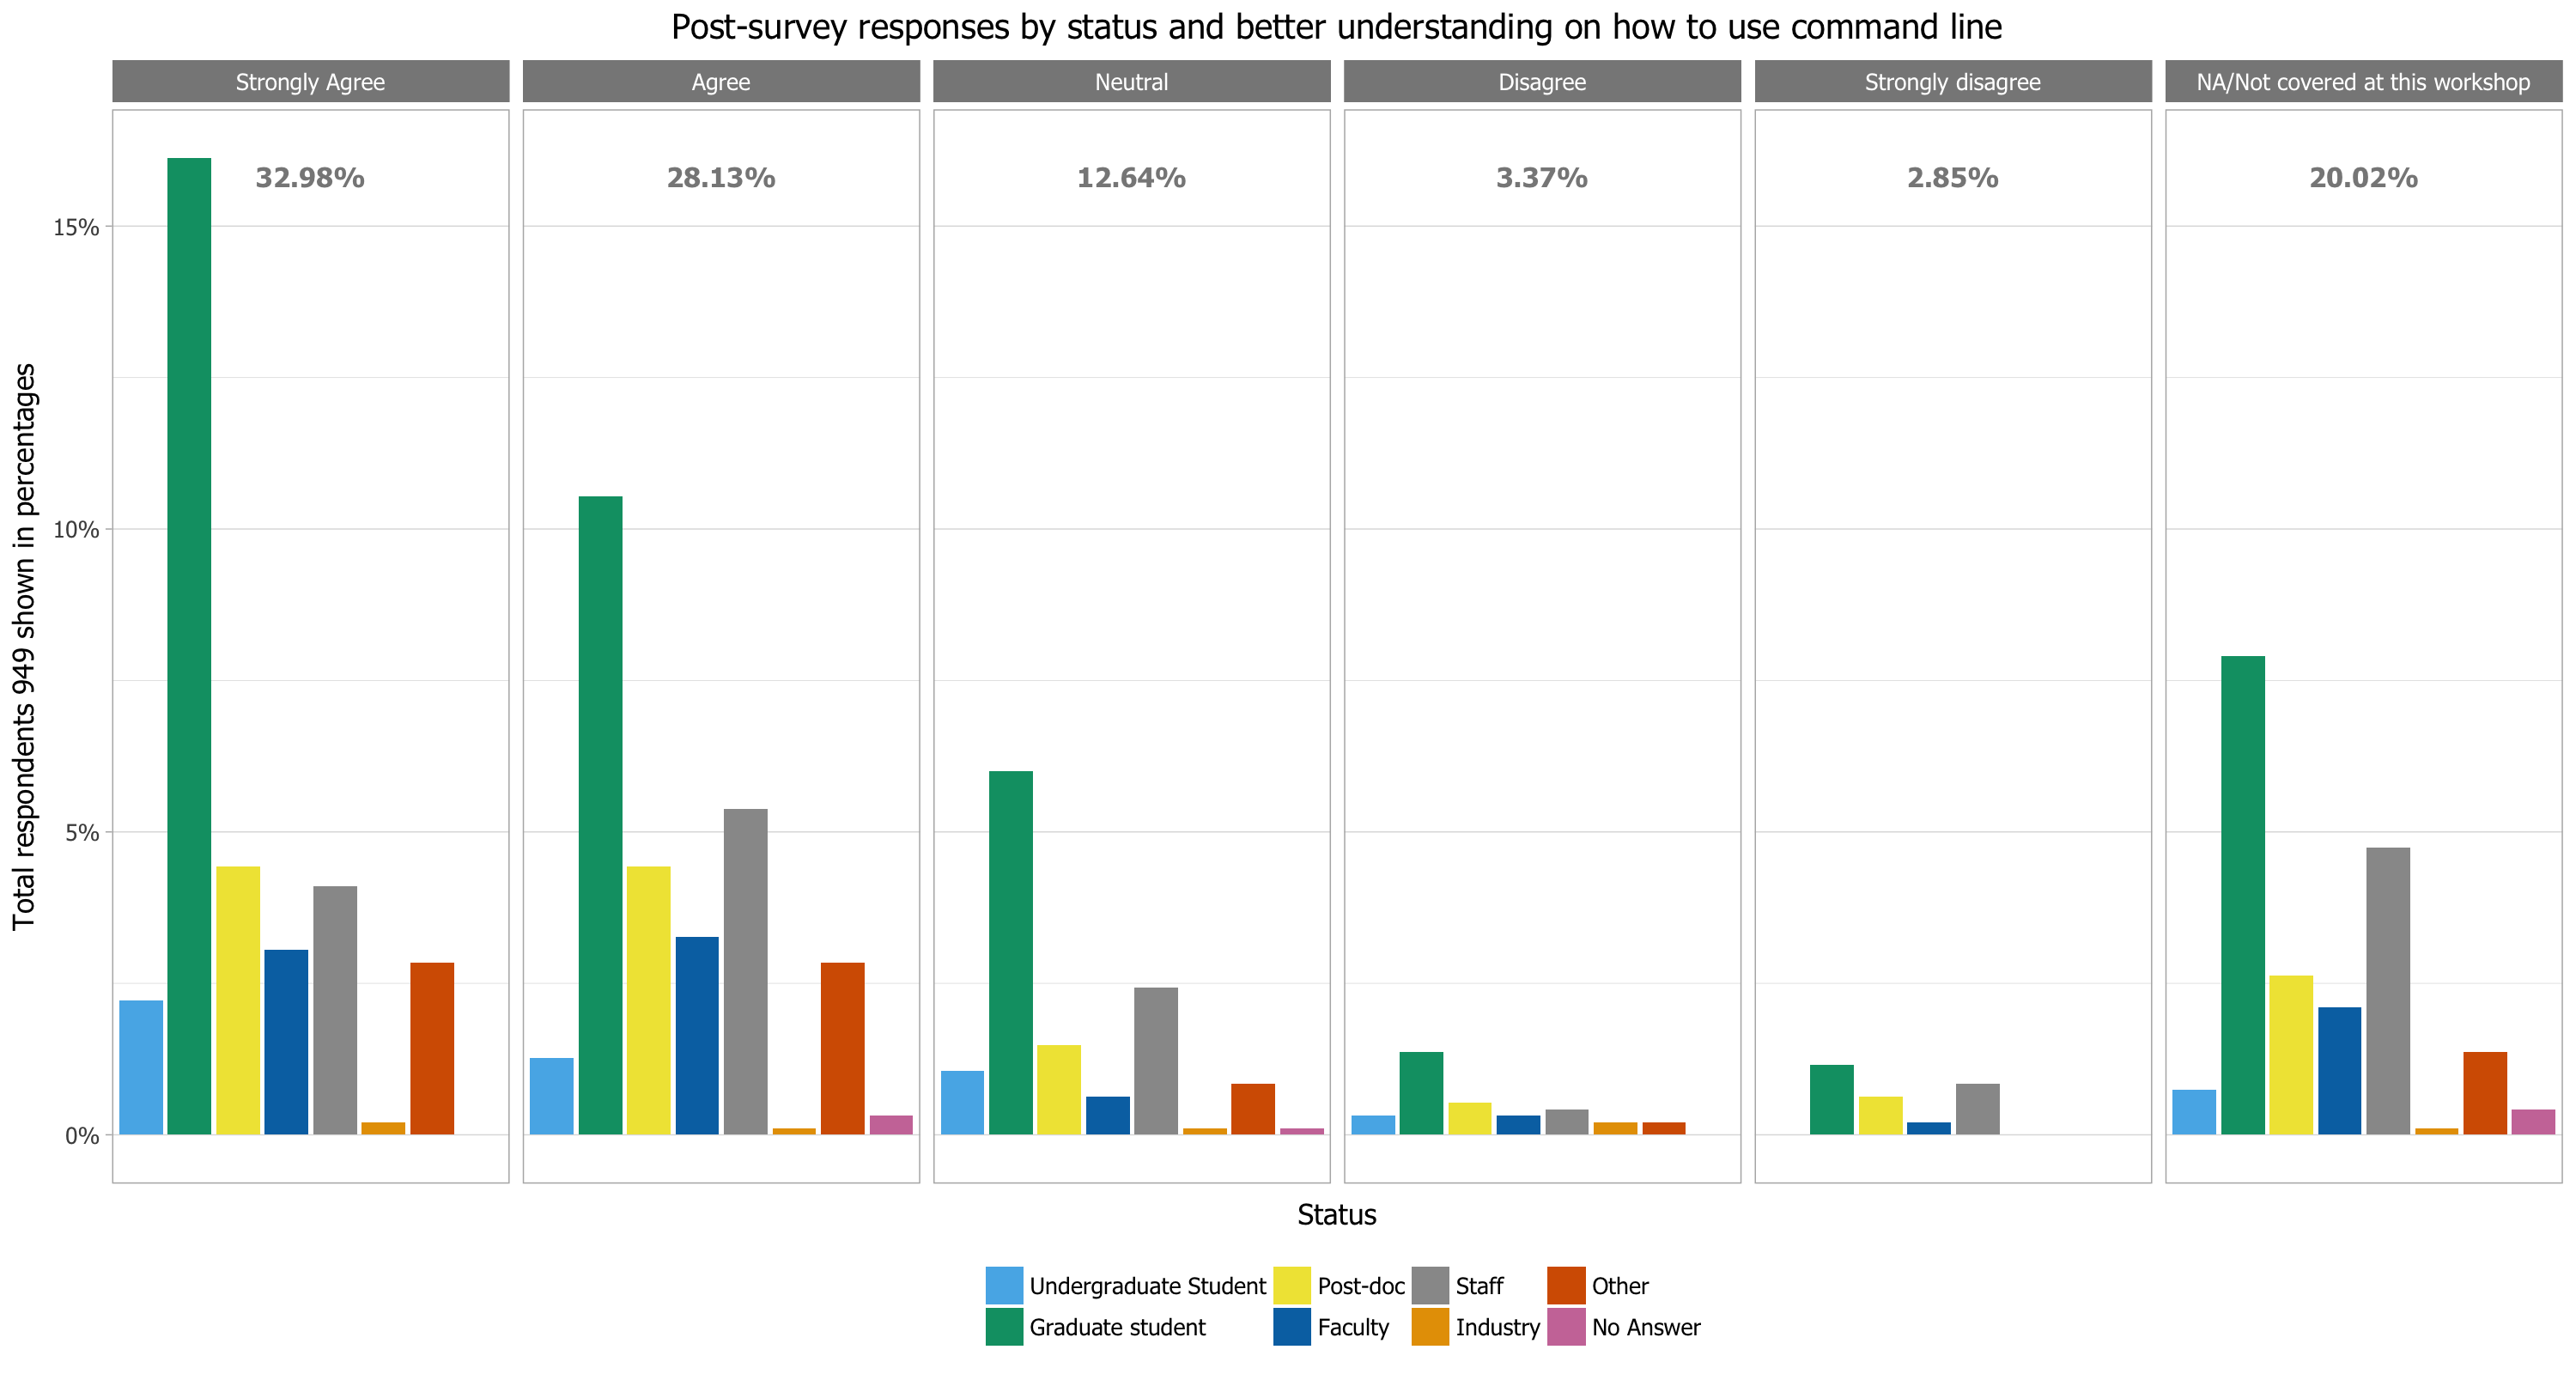 Post-survey responses by status and better understanding on how to use command line
Strongly Agree
Agree
Neutral
Disagree
Strongly disagree
NA/Not covered at this workshop
32.98%
28.13%
12.64%
3.37%
2.85%
20.02%
15%
10%
5%
0%
Total respondents 949 shown in percentages
Status
Undergraduate Student
Post-doc
Staff
Other
Graduate student
Faculty
Industry
No Answer